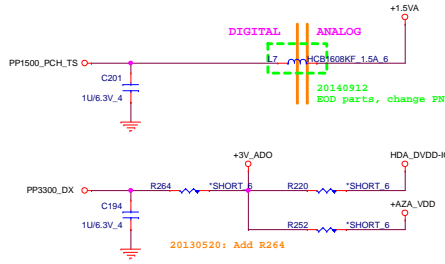 +1.5VA
DIGITAL ANALOG
PP1500_PCH_TS L7 HCB1608KF_1.5A_6
C201
1U/6.3V_4
20140912
EOD parts, change PN
+3V_ADO HDA_DVDD-I
PP3300_DX R264 *SHORT_6 R220 *SHORT_6
+AZA_VDD
C194
1U/6.3V_4
R252 *SHORT_6
20130520: Add R264